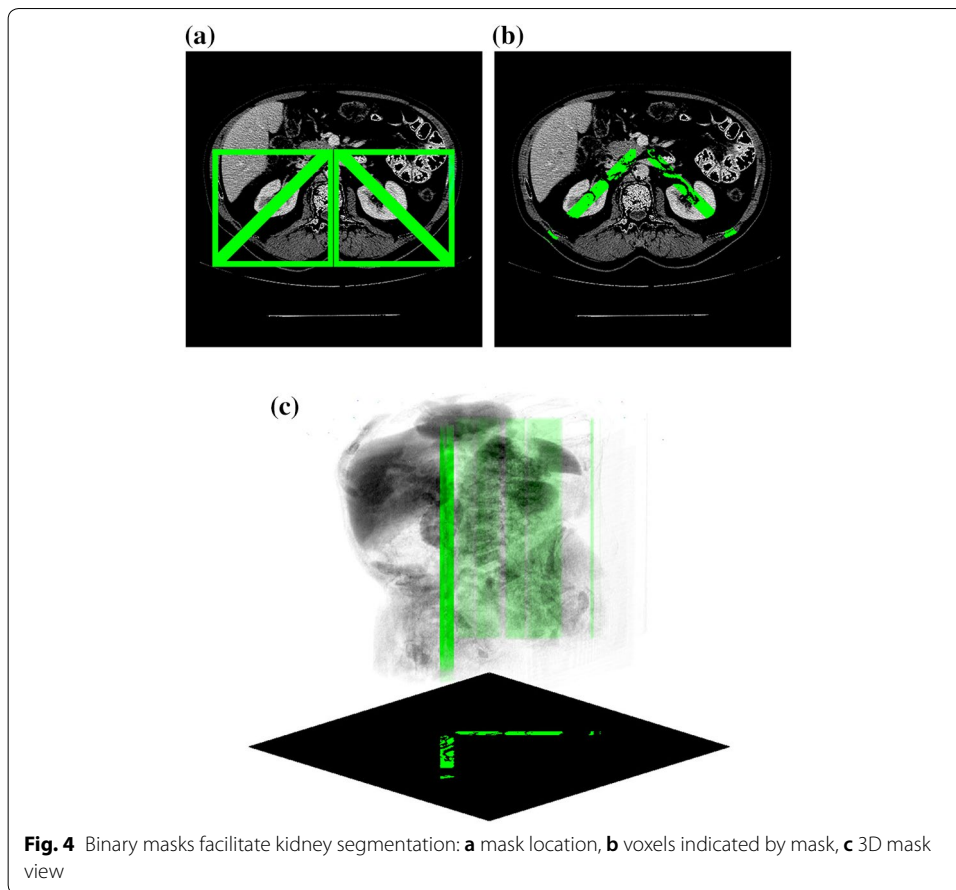 (a)
(b)
(c)
Fig. 4 Binary masks facilitate kidney segmentation: a mask location, b voxels indicated by mask, c 3D mask
view